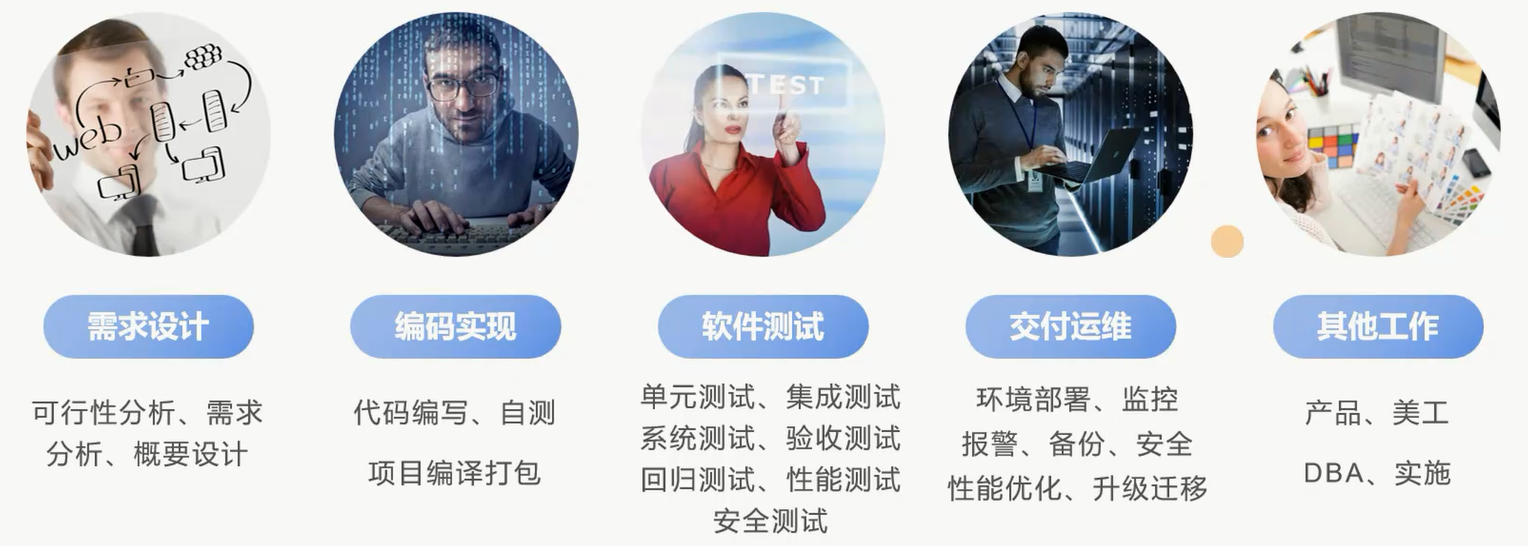 web
TEST
需求设计
编码实现
软件测试
交付运维
其他工作
可行性分析、需求
分析、概要设计
代码编写、自测
项目编译打包
单元测试、集成测试
系统测试、验收测试
回归测试、性能测试
安全测试
环境部署、监控
报警、备份、安全
性能优化、升级迁移
产品、美工
DBA、实施